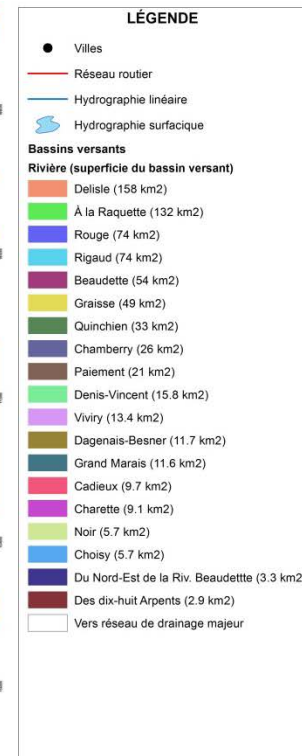 LÉGENDE
Villes
Réseau routier
Hydrographie linéaire
Hydrographie surfacique
Bassins versants
Rivière (superficie du bassin versant)
Delisle (158 km2)
À la Raquette (132 km2)
Rouge (74 km2)
Rigaud (74 km2)
Beaudette (54 km2)
Graisse (49 km2)
Quinchien (33 km2)
Chamberry (26 km2)
Paiement (21 km2)
Denis-Vincent (15.8 km2)
Viviry (13.4 km2)
Dagenais-Besner (11.7 km2)
Grand Marais (11.6 km2)
Cadieux (9.7 km2)
Charette (9.1 km2)
Noir (5.7 km2)
Choisy (5.7 km2)
Du Nord-Est de la Riv. Beaudettte (3.3 km2
Des dix-huit Arpents (2.9 km2)
Vers réseau de drainage majeur